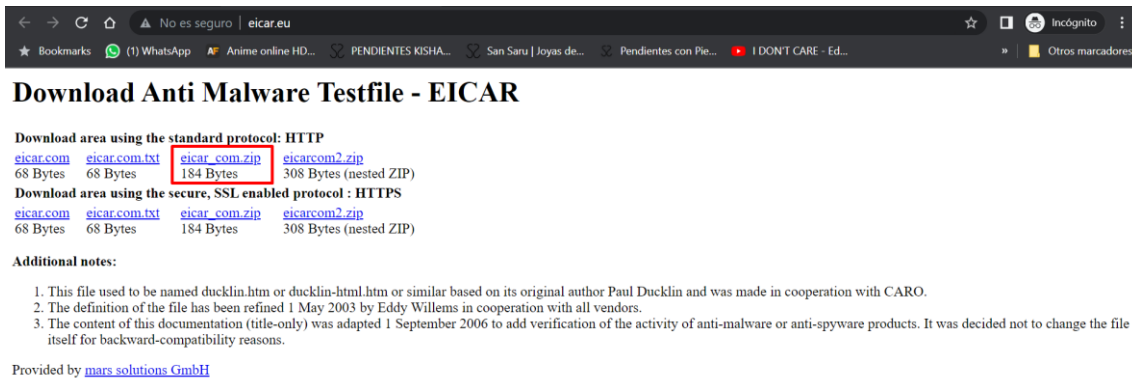 No es seguro eicar.eu Incógnito
Bookmarks (1) WhatsApp AF Anime online HD... PENDIENTES KISHA... San Saru | Joyas de... Pendientes con Pie... I DON'T CARE - Ed... » Otros marcadores
Download Anti Malware Testfile - EICAR
Download area using the standard protocol: HTTP
eicar.com eicar.com.txt eicar_com.zip eicarcom2.zip
68 Bytes 68 Bytes 184 Bytes 308 Bytes (nested ZIP)
Download area using the secure, SSL enabled protocol : HTTPS
eicar.com eicar.com.txt eicar_com.zip eicarcom2.zip
68 Bytes 68 Bytes 184 Bytes 308 Bytes (nested ZIP)
Additional notes:
1. This file used to be named ducklin.htm or ducklin-html.htm or similar based on its original author Paul Ducklin and was made in cooperation with CARO.
2. The definition of the file has been refined 1 May 2003 by Eddy Willems in cooperation with all vendors.
3. The content of this documentation (title-only) was adapted 1 September 2006 to add verification of the activity of anti-malware or anti-spyware products. It was decided not to change the file
itself for backward-compatibility reasons.
Provided by mars solutions GmbH